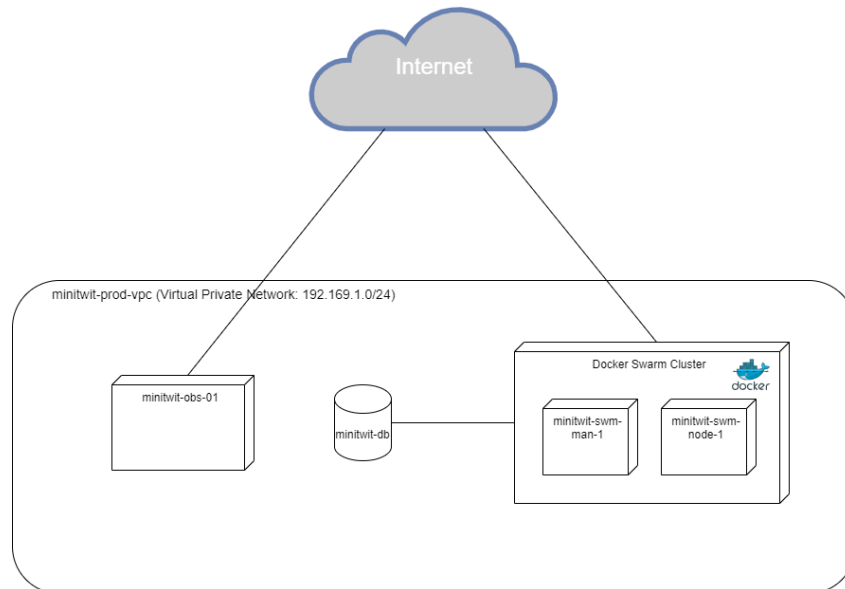 Internet
minitwit-prod-vpc (Virtual Private Network: 192.169.1.0/24)
Docker Swarm Cluster
docker
minitwit-obs-01
minitwit-db
minitwit-swm-
man-1
minitwit-swm-
node-1